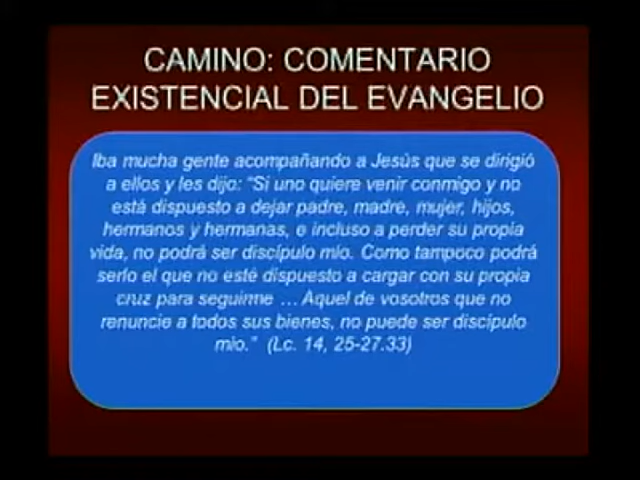 CAMINO: COMENTARIO
EXISTENCIAL DEL EVANGELIO
Iba mucha gente acompañando a Jesús que se dirigió
a ellos y les dijo: "Si uno quiere venir conmigo y no
está dispuesto a dejar padre, madre, mujer, hijos,
hermanos y hermanas, e incluso a perder su propia
vida, no podrá ser discípulo mío. Como tampoco podrá
serlo el que no esté dispuesto a cargar con su propia
cruz para seguirme … Aquel de vosotros que no
renuncie a todos sus bienes, no puede ser discípulo
mío." (Lc. 14, 25-27.33)